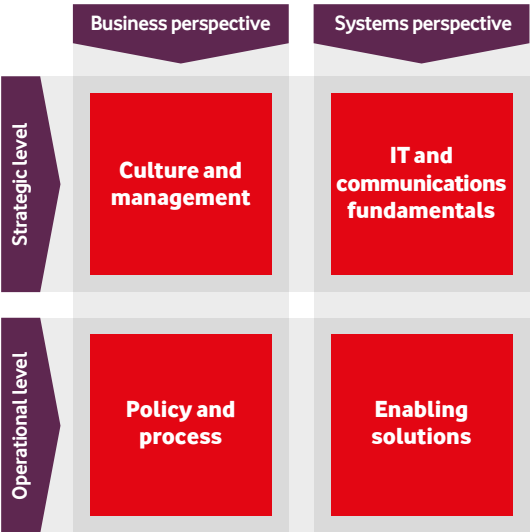 Business perspective
Systems perspective
Strategic level
Culture and
management
IT and
communications
fundamentals
Operational level
Policy and
process
Enabling
solutions